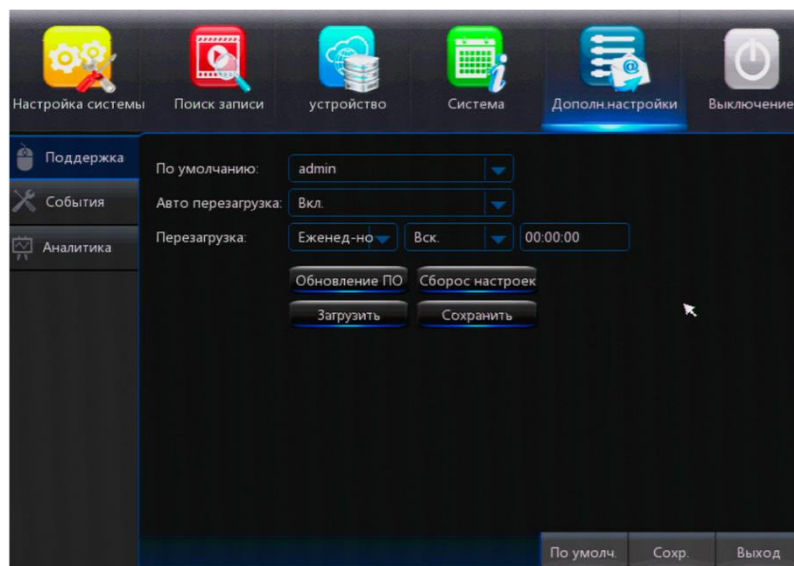 Настройка системы
Поиск записи
устройство
Система
Дополн.настройки
Выключение
Поддержка
События
Аналитика
По умолчанию: admin
Авто перезагрузка: Вкл.
Перезагрузка: Еженед-но Вск. 00:00:00
Обновление ПО Сборос настроек
Загрузить Сохранить
По умолч. Сохр. Выход